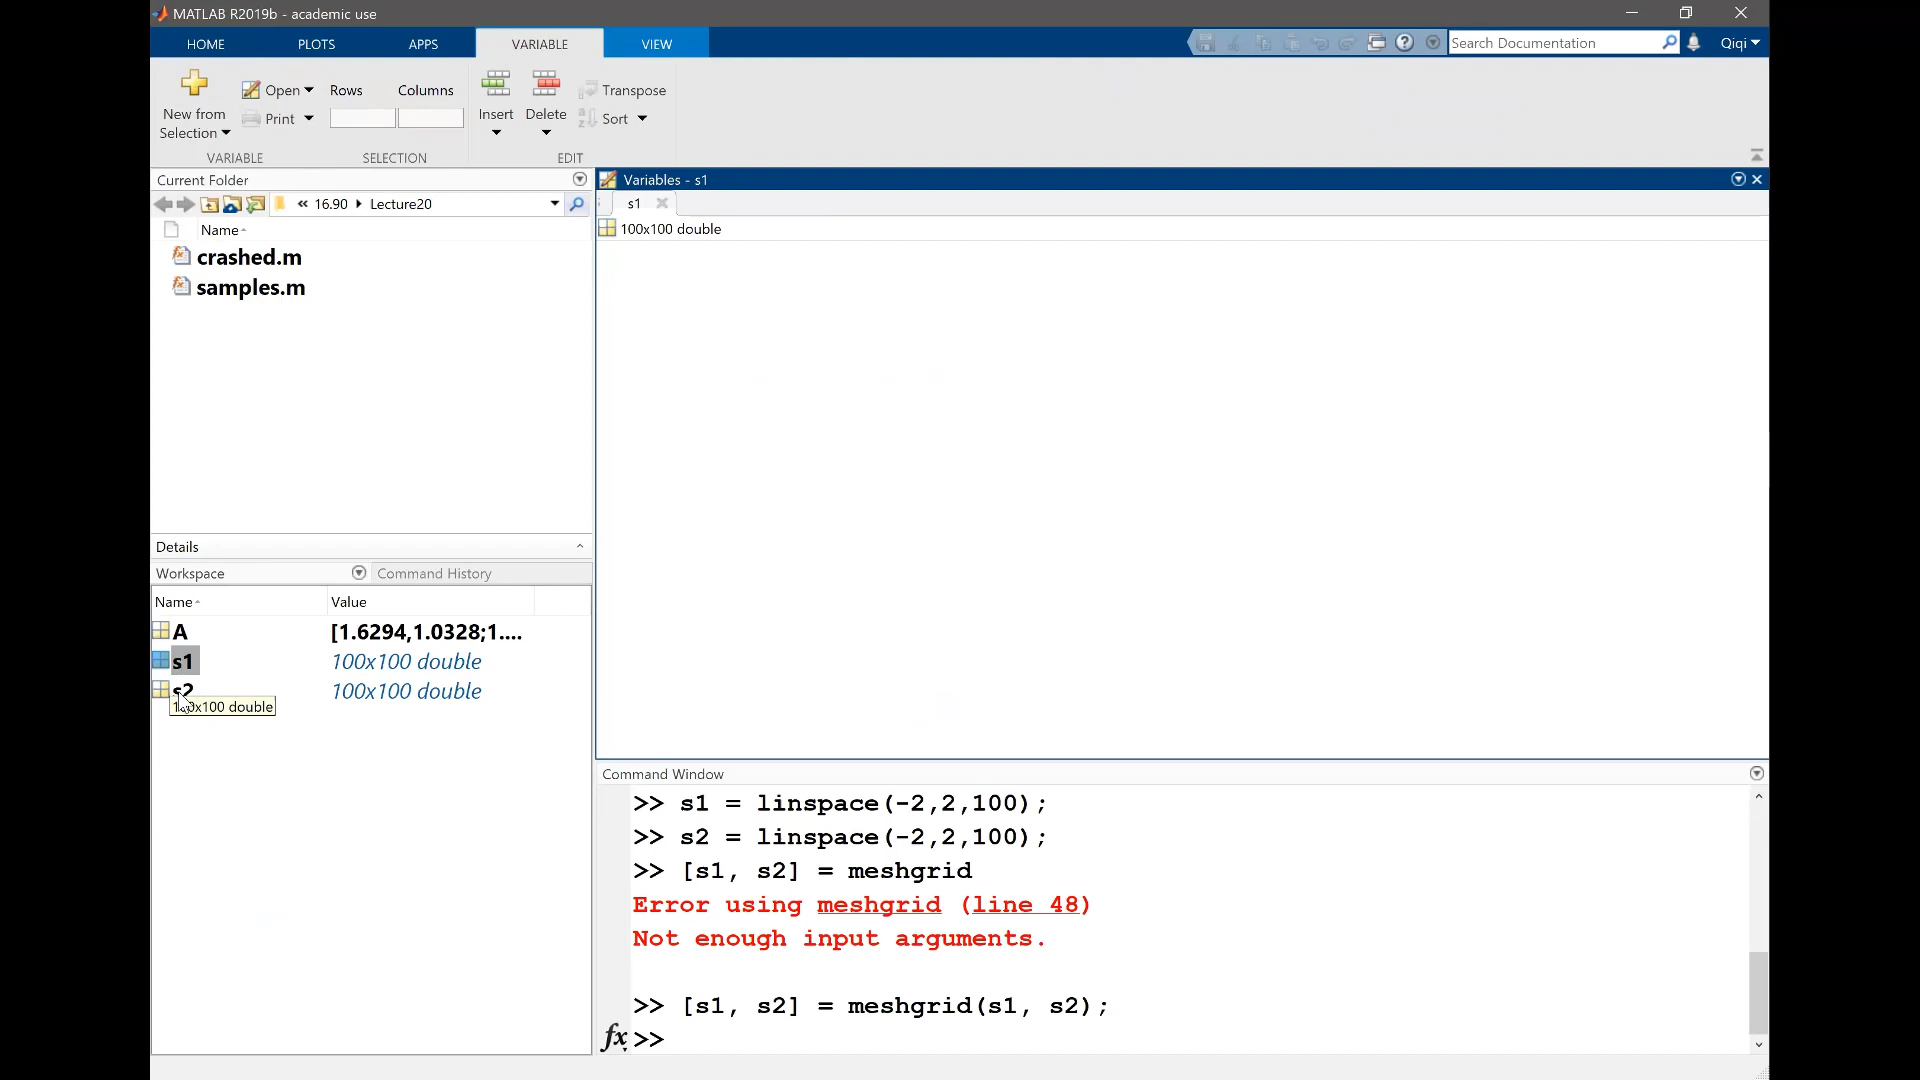 MATLAB R2019b - academic use
HOME PLOTS APPS VARIABLE VIEW
Search Documentation
Qiqi
New from
Selection
Open
Print
Rows
Columns
Insert
Delete
Transpose
Sort
VARIABLE
SELECTION
EDIT
Current Folder
« 16.90 Lecture20
Name
crashed.m
samples.m
Details
Workspace
Command History
Name Value
A [1.6294,1.0328;1....
s1 100x100 double
s2 100x100 double
100x100 double
Variables - s1
s1
100x100 double
Command Window
>> s1 = linspace(-2,2,100);
>> s2 = linspace(-2,2,100);
>> [s1, s2] = meshgrid
Error using meshgrid (line 48)
Not enough input arguments.
>> [s1, s2] = meshgrid(s1, s2);
fx >>